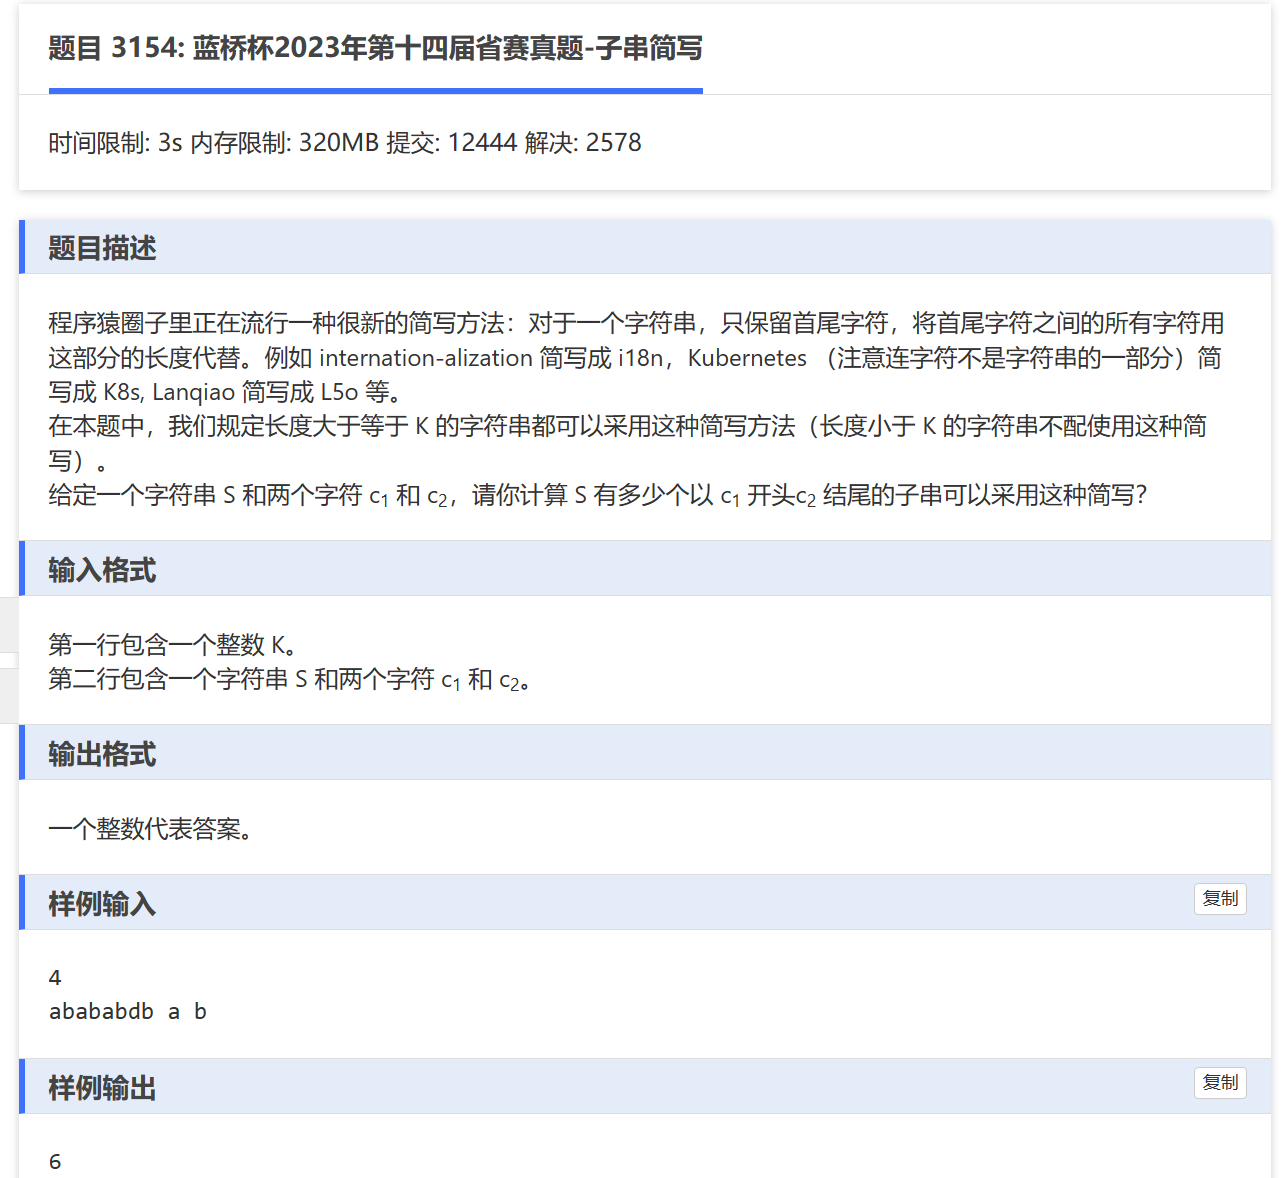 题目 3154: 蓝桥杯2023年第十四届省赛真题-子串简写
时间限制: 3s 内存限制: 320MB 提交: 12444 解决: 2578
题目描述
程序猿圈子里正在流行一种很新的简写方法：对于一个字符串，只保留首尾字符，将首尾字符之间的所有字符用
这部分的长度代替。例如 internation-alization 简写成 i18n，Kubernetes （注意连字符不是字符串的一部分）简
写成 K8s, Lanqiao 简写成 L5o 等。
在本题中，我们规定长度大于等于 K 的字符串都可以采用这种简写方法（长度小于 K 的字符串不配使用这种简
写）。
给定一个字符串 S 和两个字符 c1 和 c2，请你计算 S 有多少个以 c1 开头c2 结尾的子串可以采用这种简写？
输入格式
第一行包含一个整数 K。
第二行包含一个字符串 S 和两个字符 c1 和 c2。
输出格式
一个整数代表答案。
样例输入
复制
4
abababdb a b
样例输出
复制
6